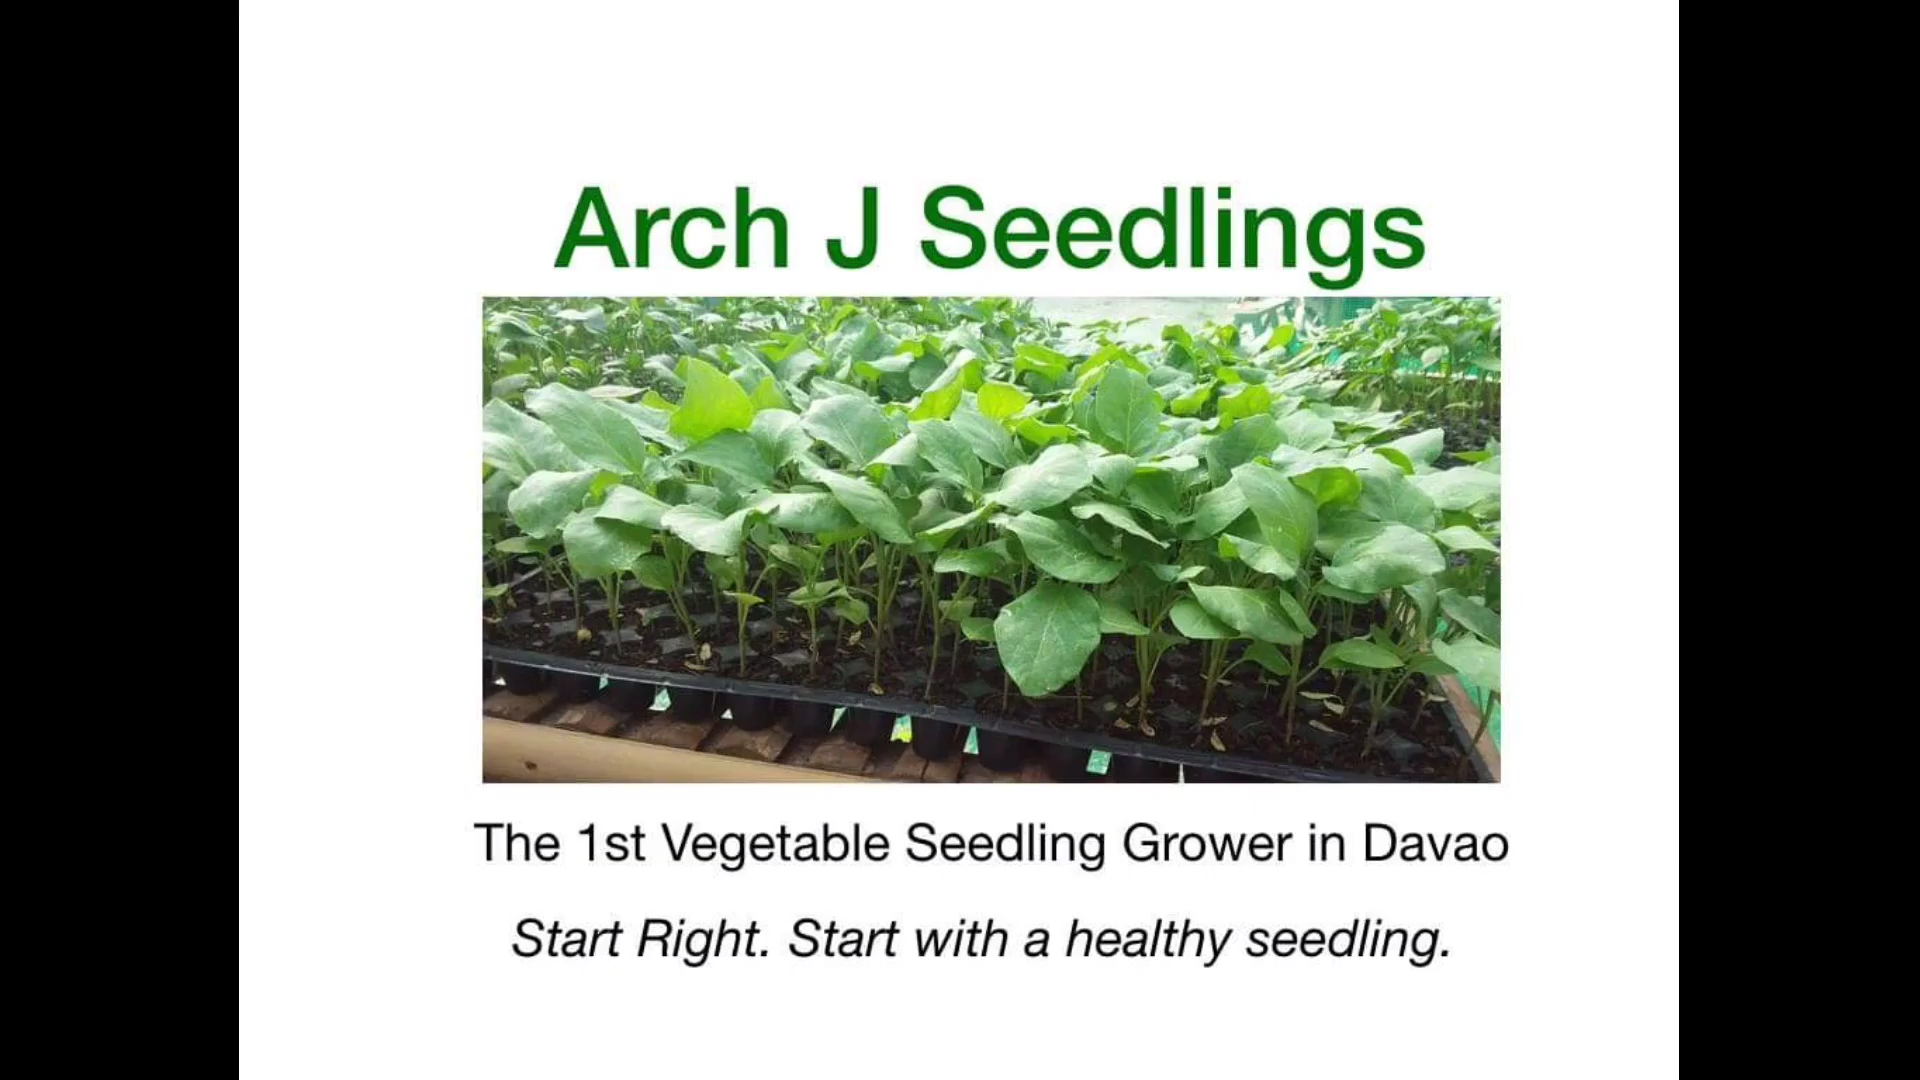 Arch J Seedlings
The 1st Vegetable Seedling Grower in Davao
Start Right. Start with a healthy seedling.